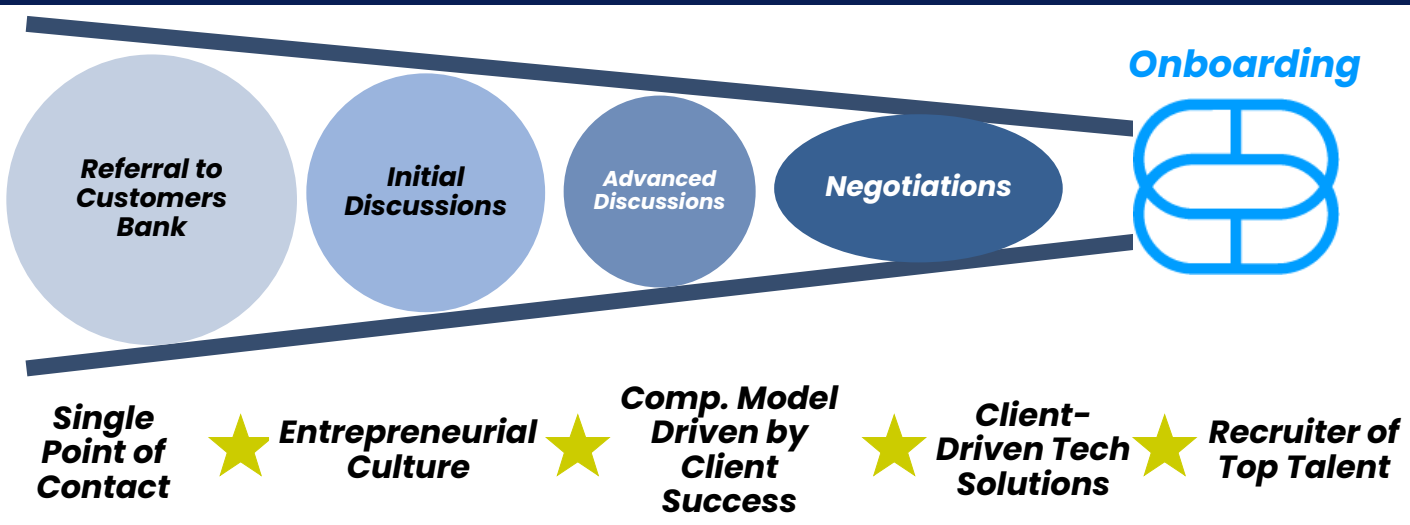 Onboarding
Referral to
Customers
Bank
Initial
Discussions
Advanced
Discussions
Negotiations
Single
Point of
Contact
Entrepreneurial
Culture
Comp. Model
Driven by
Client
Success
Client-
Driven Tech
Solutions
Recruiter of
Top Talent